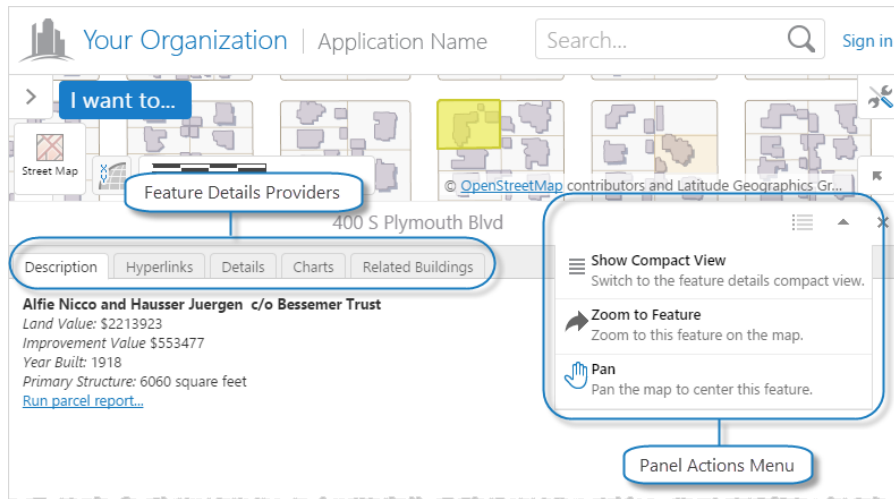 Your Organization | Application Name
Search...
Sign in
I want to...
Street Map
Feature Details Providers
© OpenStreetMap contributors and Latitude Geographics Gr...
400 S Plymouth Blvd
Description
Hyperlinks
Details
Charts
Related Buildings
Alfie Nicco and Hausser Juergen c/o Bessemer Trust
Land Value: $2213923
Improvement Value $553477
Year Built: 1918
Primary Structure: 6060 square feet
Run parcel report...
Show Compact View
Switch to the feature details compact view.
Zoom to Feature
Zoom to this feature on the map.
Pan
Pan the map to center this feature.
Panel Actions Menu